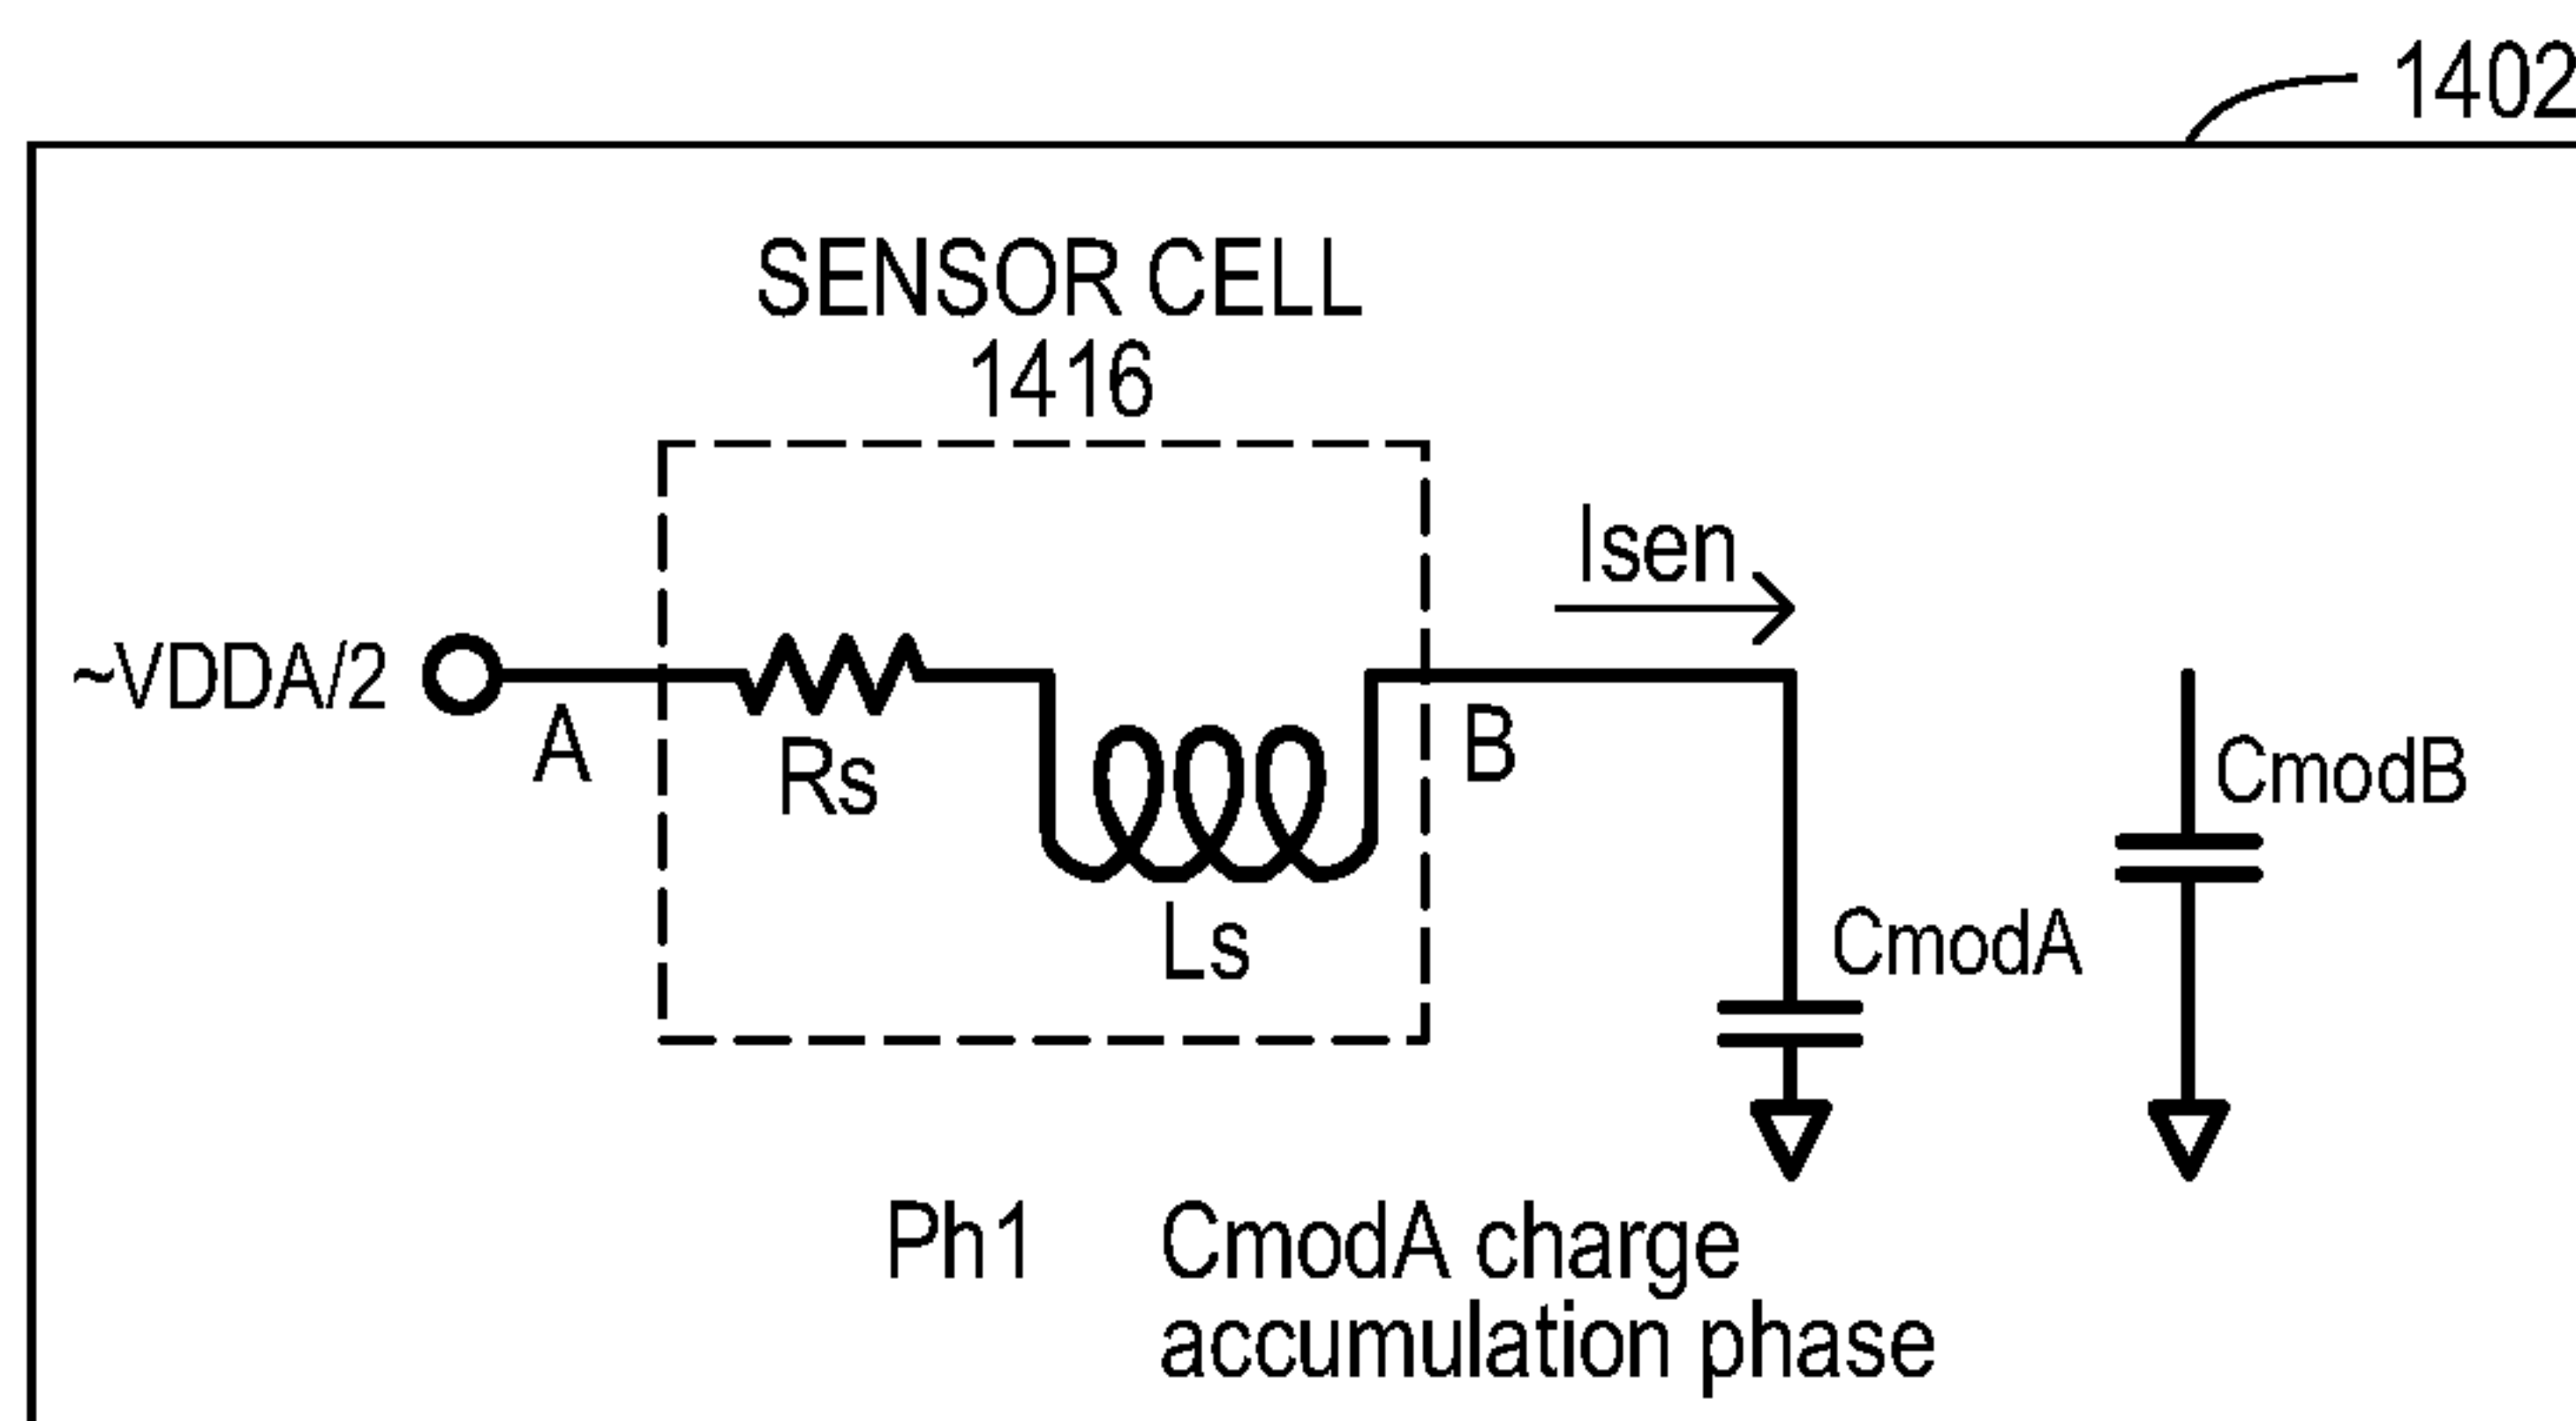 1402
SENSOR CELL
1416
Isen
~VDDA/2
A
Rs
Ls
B
CmodA
CmodB
Ph1 CmodA charge
accumulation phase